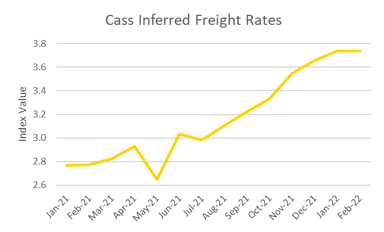 Cass Inferred Freight Rates
Index Value
3.8
3.6
3.4
3.2
3.0
2.8
2.6
Jan-21
Feb-21
Mar-21
Apr-21
May-21
Jun-21
Jul-21
Aug-21
Sep-21
Oct-21
Nov-21
Dec-21
Jan-22
Feb-22